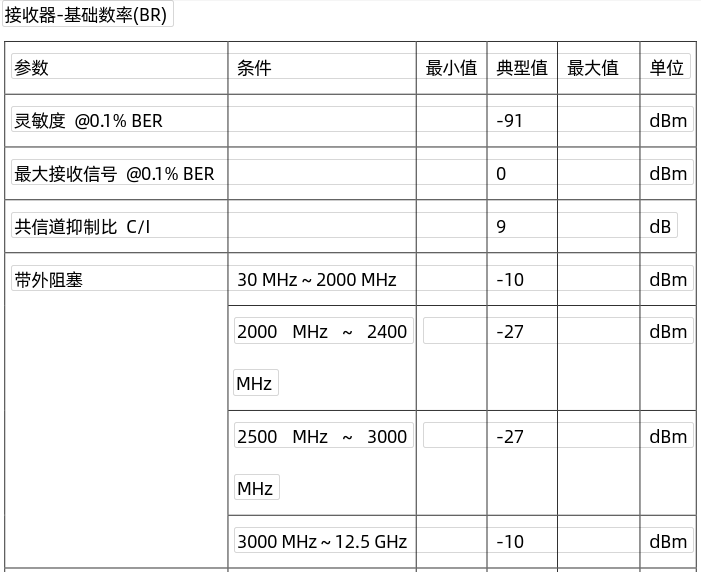 接收器-基础数率(BR)
参数 条件 最小值 典型值 最大值 单位
灵敏度 @0.1% BER -91 dBm
最大接收信号 @0.1% BER 0 dBm
共信道抑制比 C/I 9 dB
带外阻塞 30 MHz ~ 2000 MHz -10 dBm
2000 MHz ~ 2400 -27 dBm
MHz
2500 MHz ~ 3000 -27 dBm
MHz
3000 MHz ~ 12.5 GHz -10 dBm